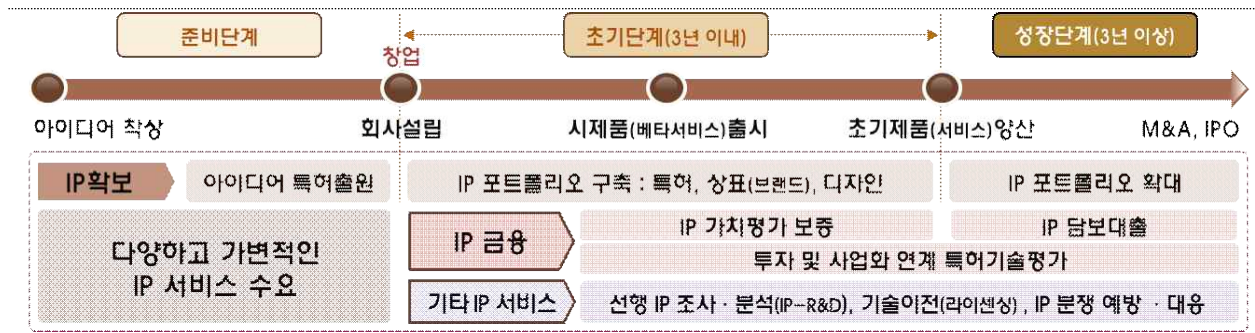 준비단계
초기단계(3년 이내)
성장단계(3년 이상)
창업
아이디어 착상
회사설립
시제품(베타서비스)출시
초기제품(서비스)양산
M&A, IPO
IP확보
아이디어 특허출원
IP 포트폴리오 구축 : 특허, 상표(브랜드), 디자인
IP 포트폴리오 확대
다양하고 가변적인
IP 서비스 수요
IP 금융
IP 가치평가 보증
IP 담보대출
투자 및 사업화 연계 특허기술평가
기타 IP 서비스
선행 IP 조사 · 분석(IP-R&D), 기술이전(라이센싱) , IP 분쟁 예방 · 대응